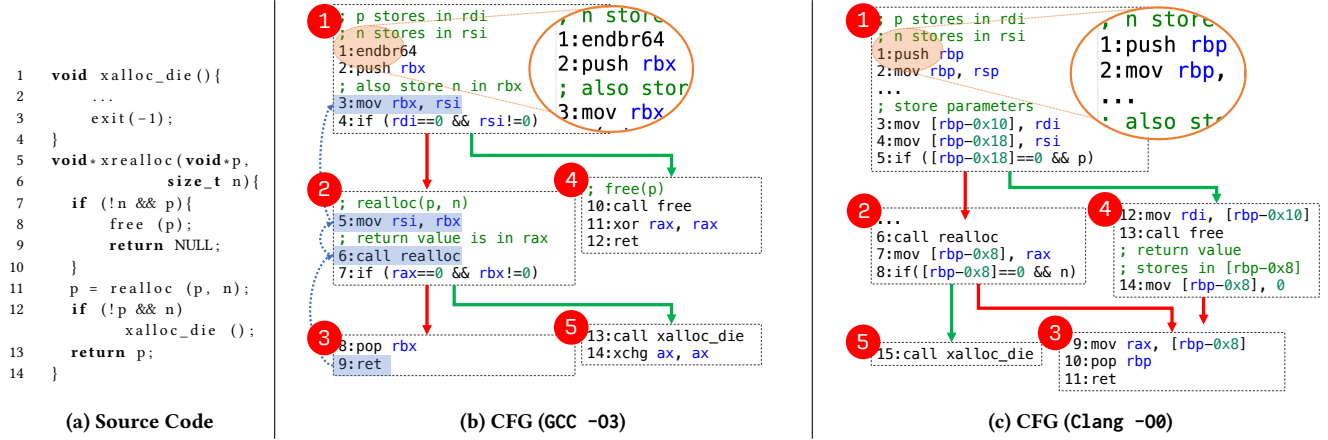 1 void xalloc_die(){
2 ...
3 exit(-1);
4 }
5 void*xrealloc(void*p,
6 size_t n){
7 if (!n && p){
8 free (p);
9 return NULL;
10 }
11 p = realloc (p, n);
12 if (!p && n)
xalloc_die ();
13 return p;
14 }
(a) Source Code
1
; p stores in rdi
; n stores in rsi
1:endbr64
2:push rbx
; also store n in rbx
3:mov rbx, rsi
4:if (rdi==0 && rsi!=0)
; n store
1:endbr64
2:push rbx
; also stor
3:mov rbx
2
; realloc(p, n)
5:mov rsi, rbx
; return value is in rax
6:call realloc
7:if (rax==0 && rbx!=0)
4
; free(p)
10:call free
11:xor rax, rax
12:ret
3
8:pop rbx
9:ret
5
13:call xalloc_die
14:xchg ax, ax
(b) CFG (GCC -O3)
1
; p stores in rdi
; n stores in rsi
1:push rbp
2:mov rbp, rsp
...
; store parameters
3:mov [rbp-0x10], rdi
4:mov [rbp-0x18], rsi
5:if ([rbp-0x18]==0 && p)
; n store
1:push rbp
2:mov rbp,
...
; also st
2
...
6:call realloc
7:mov [rbp-0x8], rax
8:if([rbp-0x8]==0 && n)
4
12:mov rdi, [rbp-0x10]
13:call free
; return value
; stores in [rbp-0x8]
14:mov [rbp-0x8], 0
5
15:call xalloc_die
3
9:mov rax, [rbp-0x8]
10:pop rbp
11:ret
(c) CFG (Clang -O0)